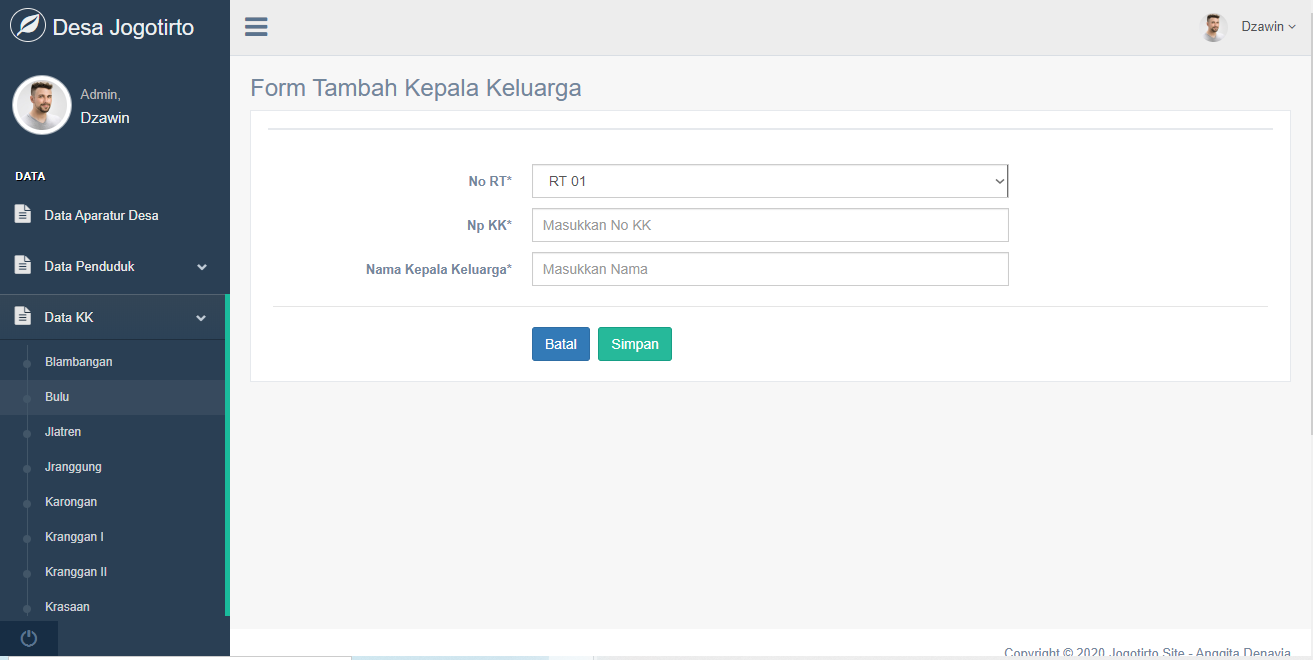 Desa Jogotirto
Admin,
Dzawin
DATA
Data Aparatur Desa
Data Penduduk
Data KK
Blambangan
Bulu
Jlatren
Jranggung
Karongan
Kranggan I
Kranggan II
Krasaan
Dzawin
Form Tambah Kepala Keluarga
No RT*
RT 01
Np KK*
Masukkan No KK
Nama Kepala Keluarga*
Masukkan Nama
Batal
Simpan
Copyright © 2020 Jogotirto Site - Anggita Denavia